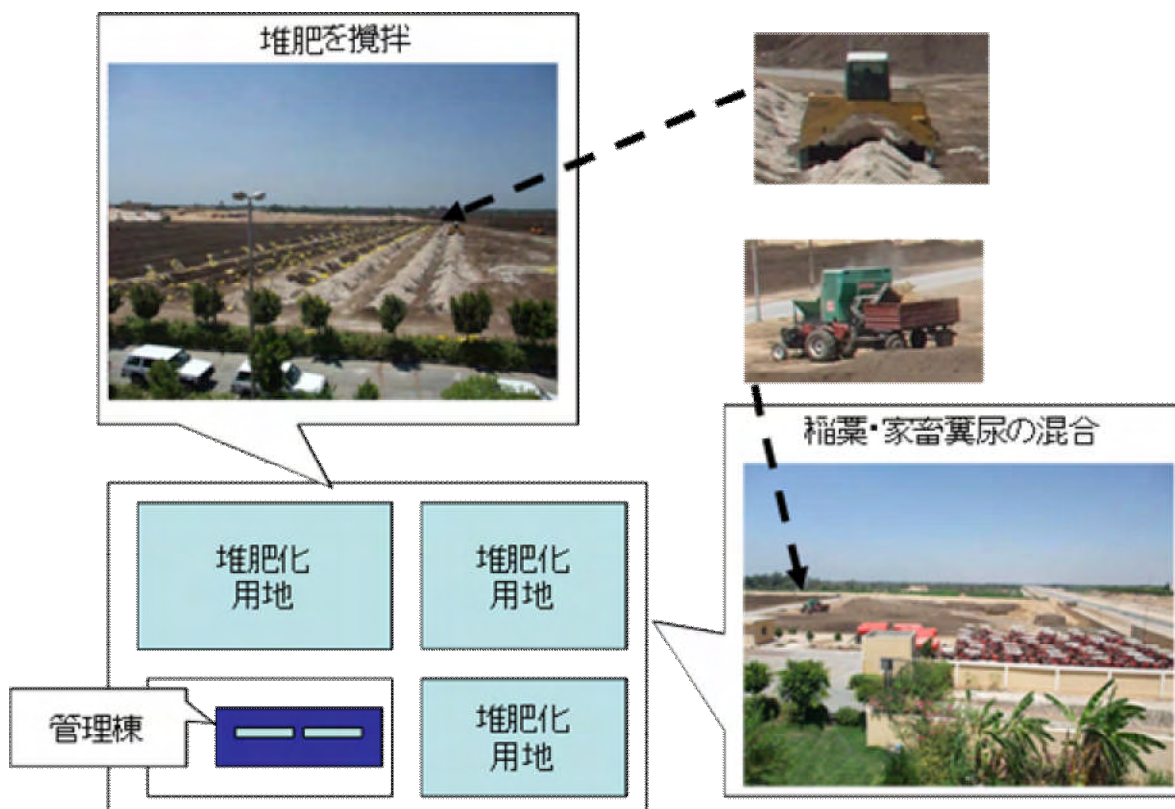 堆肥を攪拌
稲藁・家畜糞尿の混合
堆肥化
用地
堆肥化
用地
管理棟
堆肥化
用地